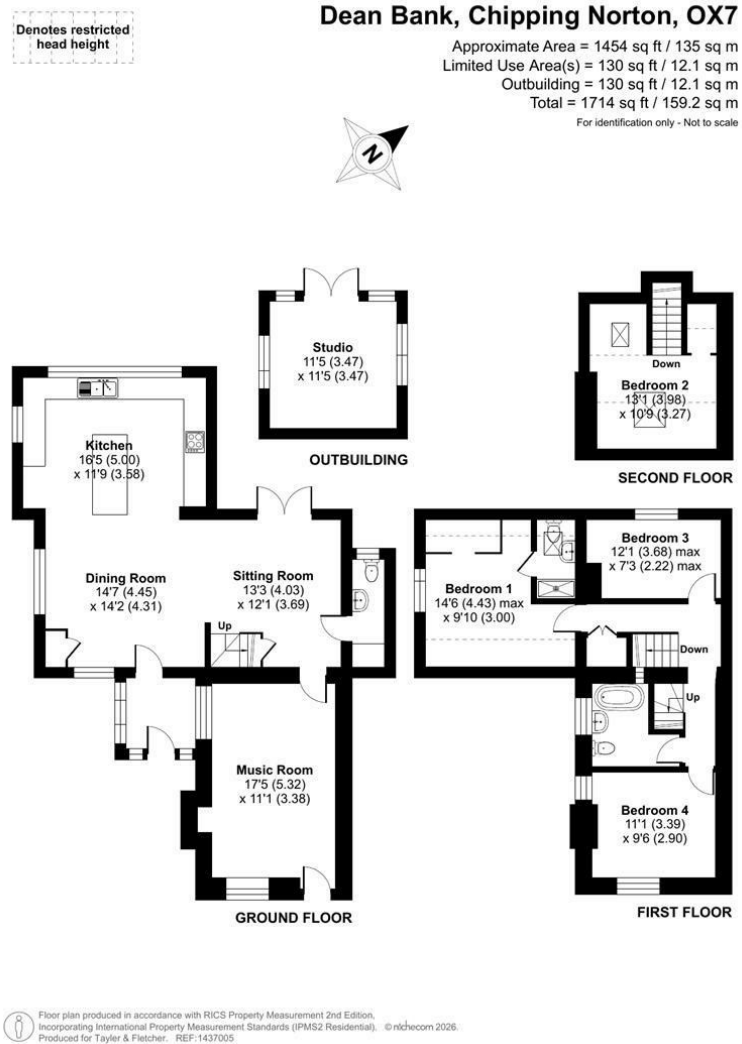 Denotes restricted
head height
Dean Bank, Chipping Norton, OX7
Approximate Area = 1454 sq ft / 135 sq m
Limited Use Area(s) = 130 sq ft / 12.1 sq m
Outbuilding = 130 sq ft / 12.1 sq m
Total = 1714 sq ft / 159.2 sq m
For identification only - Not to scale
N
Studio
11'5 (3.47)
x 11'5 (3.47)
OUTBUILDING
Down
Bedroom 2
13'1 (3.98)
x 10'9 (3.27)
SECOND FLOOR
Kitchen
16'5 (5.00)
x 11'9 (3.58)
Dining Room
14'7 (4.45)
x 14'2 (4.31)
Sitting Room
13'3 (4.03)
x 12'1 (3.69)
Up
Music Room
17'5 (5.32)
x 11'1 (3.38)
GROUND FLOOR
Bedroom 1
14'6 (4.43) max
x 9'10 (3.00)
Bedroom 3
12'1 (3.68) max
x 7'3 (2.22) max
Down
Up
Bedroom 4
11'1 (3.39)
x 9'6 (2.90)
FIRST FLOOR
Floor plan produced in accordance with RICS Property Measurement 2nd Edition,
Incorporating International Property Measurement Standards (IPMS2 Residential). © nichecom 2026.
Produced for Tayler & Fletcher. REF:1437005